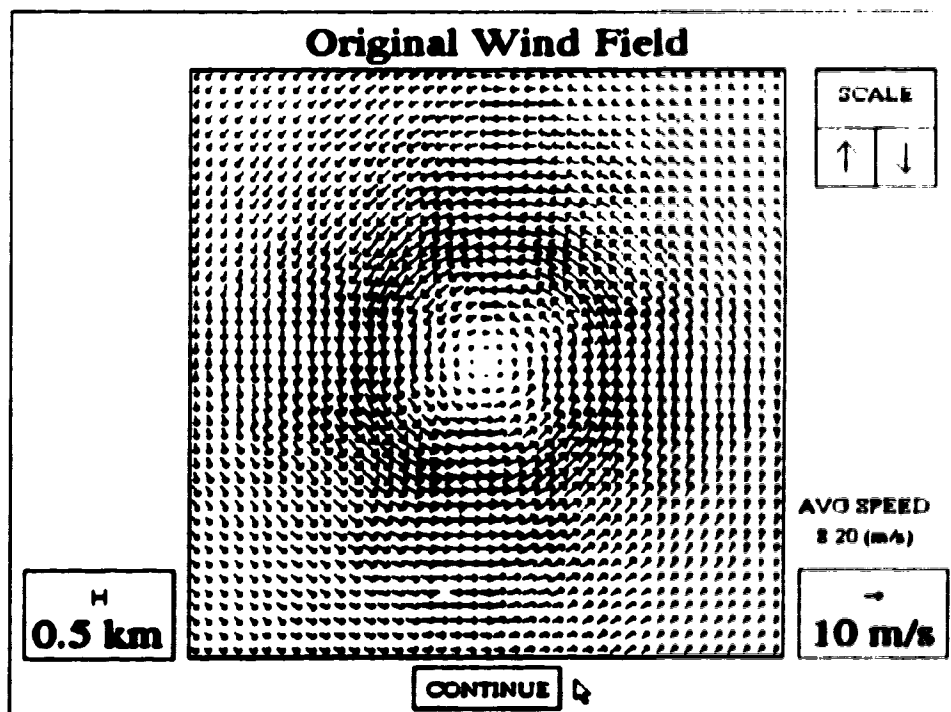 Original Wind Field
SCALE
↑ ↓
AVG SPEED
8.20 (m/s)
0.5 km
10 m/s
CONTINUE